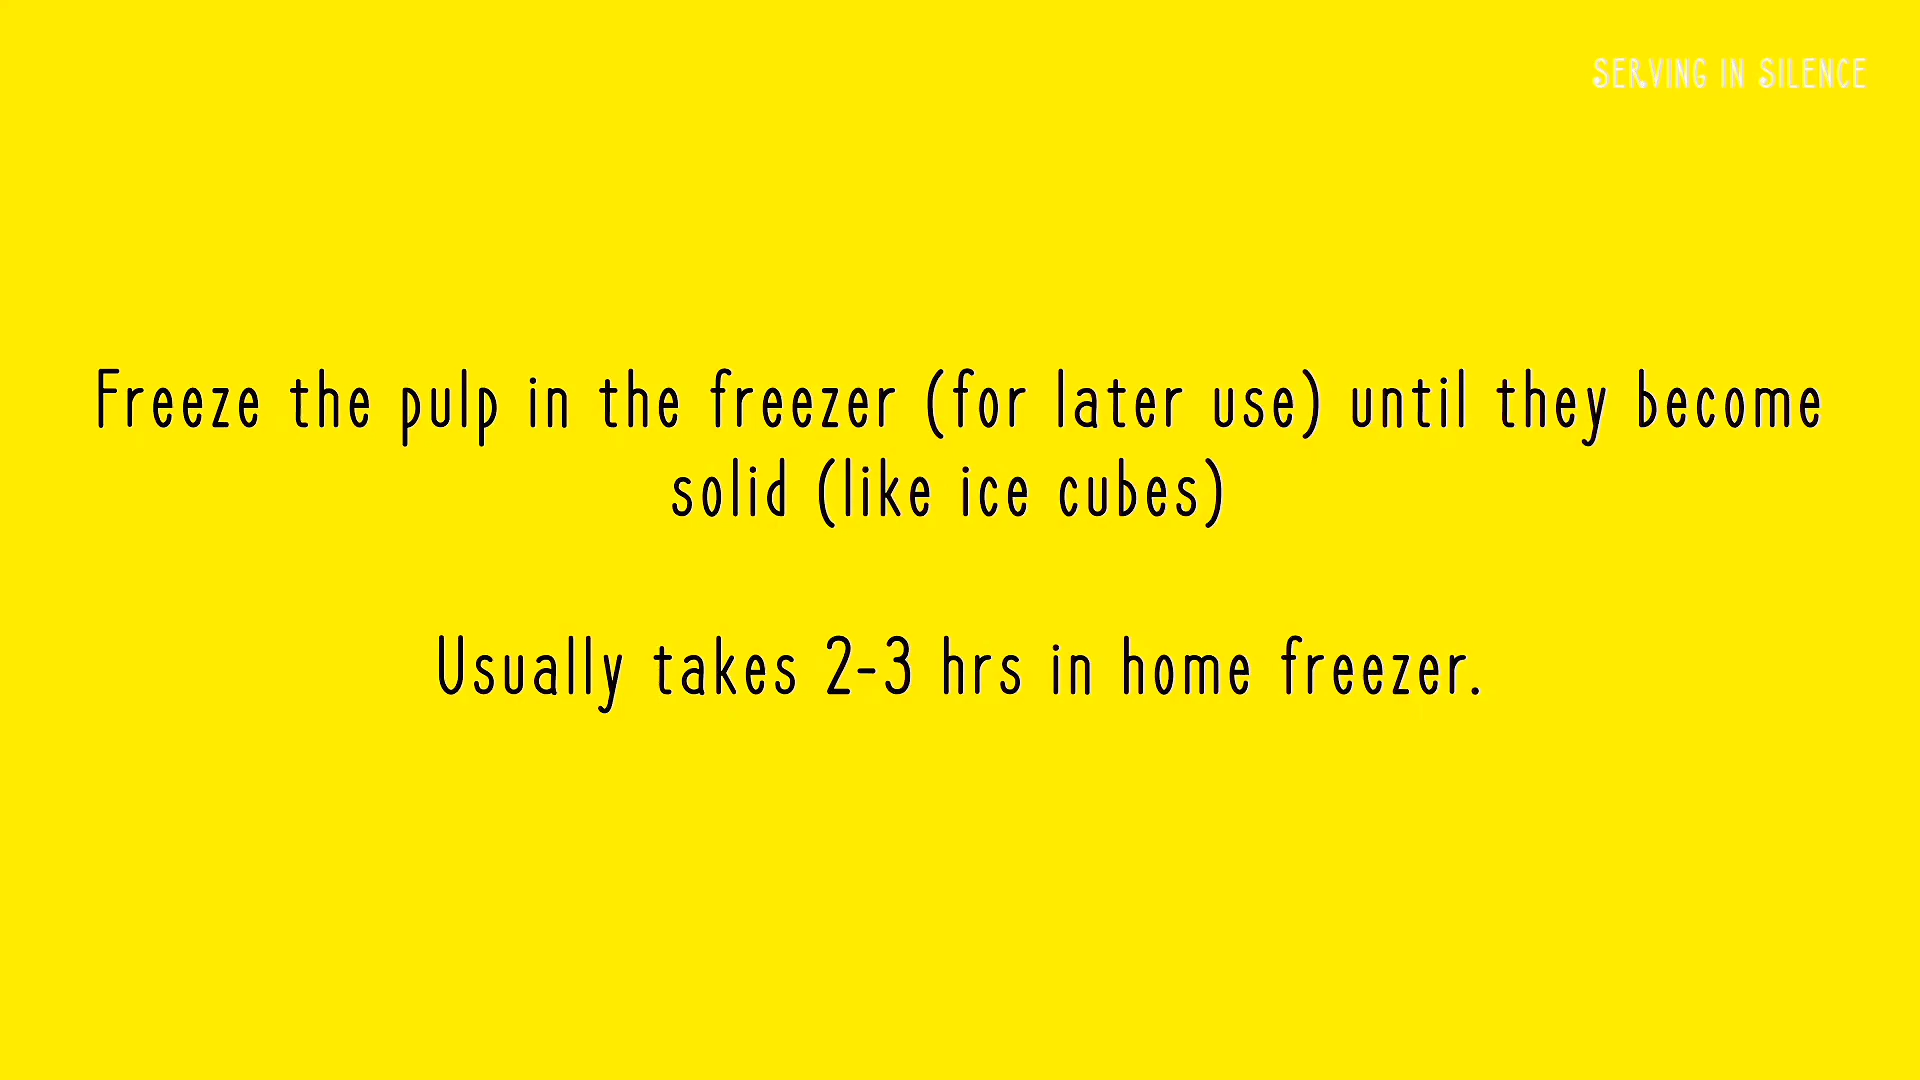 SERVING IN SILENCE
Freeze the pulp in the freezer (for later use) until they become
solid (like ice cubes)
Usually takes 2-3 hrs in home freezer.